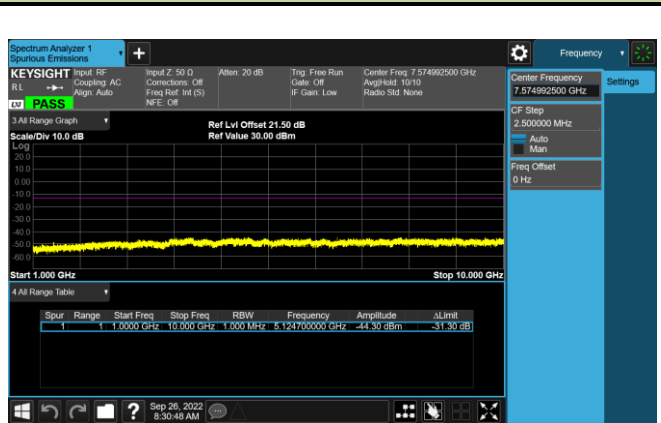 Spectrum Analyzer 1
Spurious Emissions
Frequency
KEYSIGHT
RL
LXI PASS
Input: RF
Coupling: AC
Align: Auto
Input Z: 50 Ω
Corrections: Off
Freq Ref: Int (S)
NFE: Off
Atten: 20 dB
Trig: Free Run
Gate: Off
IF Gain: Low
Center Freq: 7.574992500 GHz
Avg|Hold: 10/10
Radio Std: None
Center Frequency
7.574992500 GHz
Settings
CF Step
2.500000 MHz
Auto
Man
Freq Offset
0 Hz
3 All Range Graph
Scale/Div 10.0 dB
Ref Lvl Offset 21.50 dB
Ref Value 30.00 dBm
Log
20.0
10.0
0.00
-10.0
-20.0
-30.0
-40.0
-50.0
-60.0
Start 1.000 GHz
Stop 10.000 GHz
4 All Range Table
Spur Range Start Freq Stop Freq RBW Frequency Amplitude ΔLimit
1 1 1.0000 GHz 10.000 GHz 1.000 MHz 5.124700000 GHz -44.30 dBm -31.30 dB
?
Sep 26, 2022
8:30:48 AM